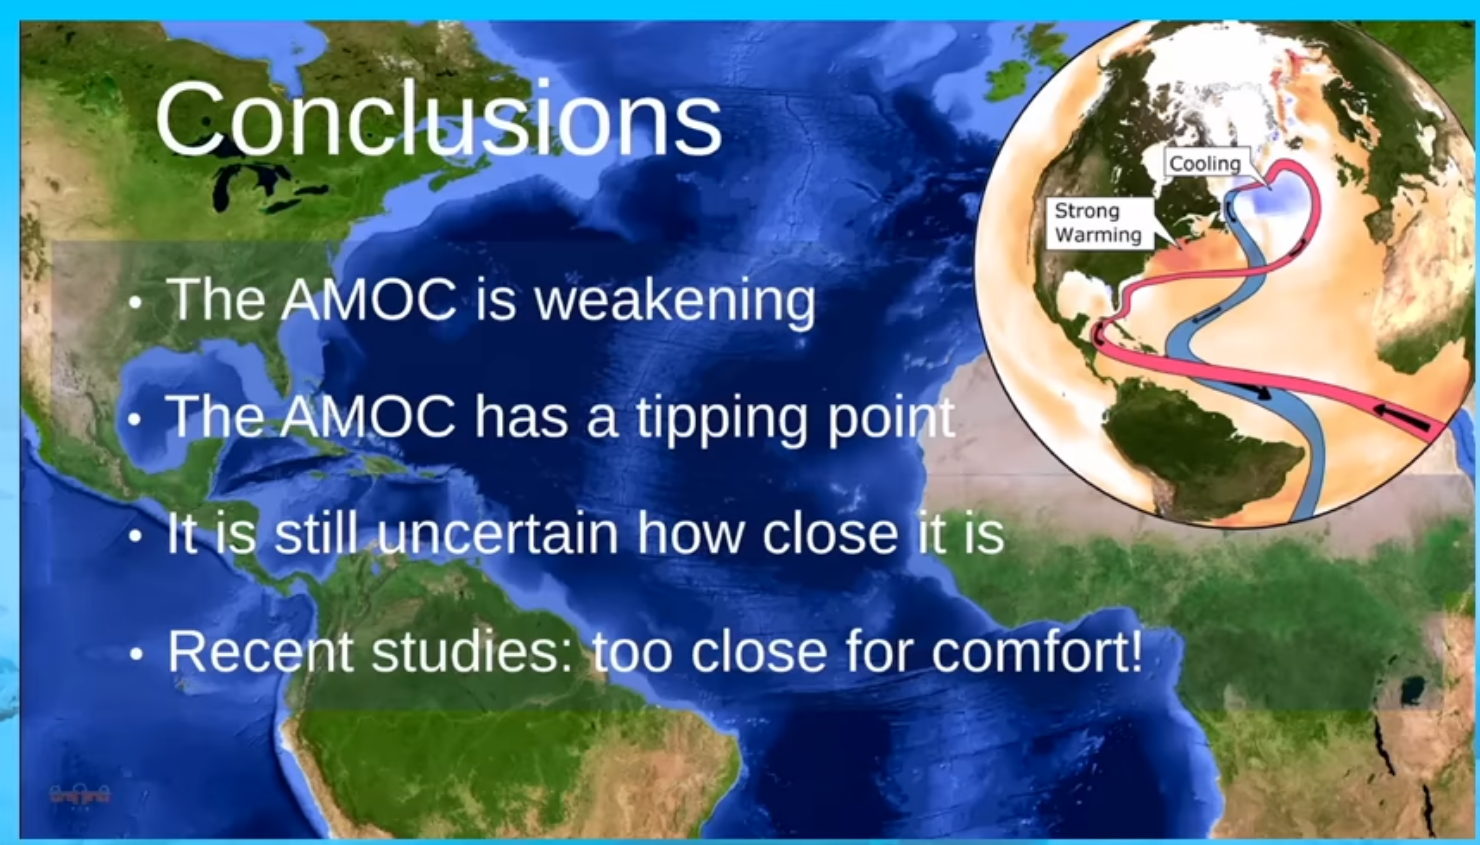 Conclusions
Cooling
Strong
Warming
• The AMOC is weakening
• The AMOC has a tipping point
• It is still uncertain how close it is
• Recent studies: too close for comfort!